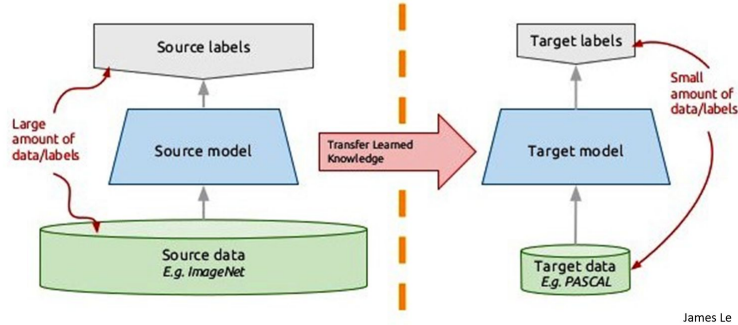 Source labels
Large
amount of
data/labels
Source model
Source data
E.g. ImageNet
Transfer Learned
Knowledge
Target labels
Small
amount of
data/labels
Target model
Target data
E.g. PASCAL
James Le